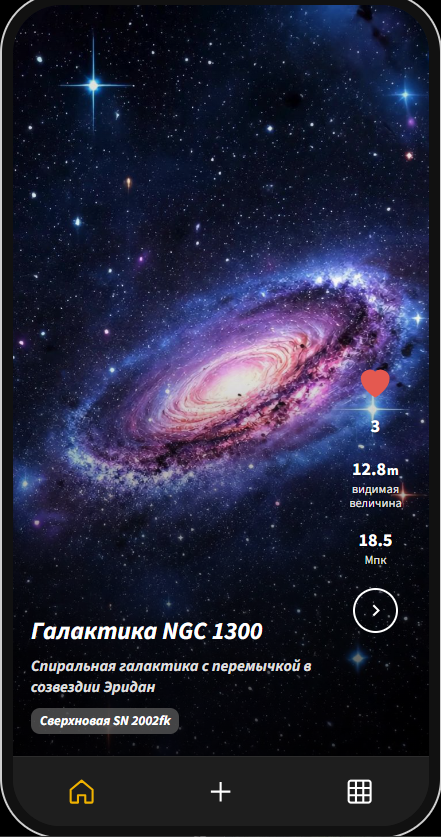 3
12.8m
видимая
величина
18.5
Мпк
Галактика NGC 1300
Спиральная галактика с перемычкой в
созвездии Эридан
Сверхновая SN 2002fk